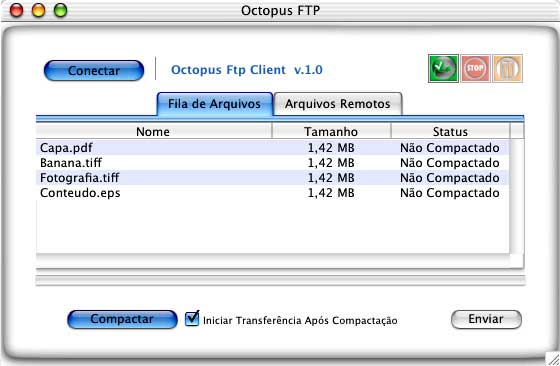 Octopus FTP
Conectar
Octopus Ftp Client v.1.0
STOP
Fila de Arquivos Arquivos Remotos
Nome Tamanho Status
Capa.pdf 1,42 MB Não Compactado
Banana.tiff 1,42 MB Não Compactado
Fotografia.tiff 1,42 MB Não Compactado
Conteudo.eps 1,42 MB Não Compactado
Compactar Iniciar Transferência Após Compactação Enviar